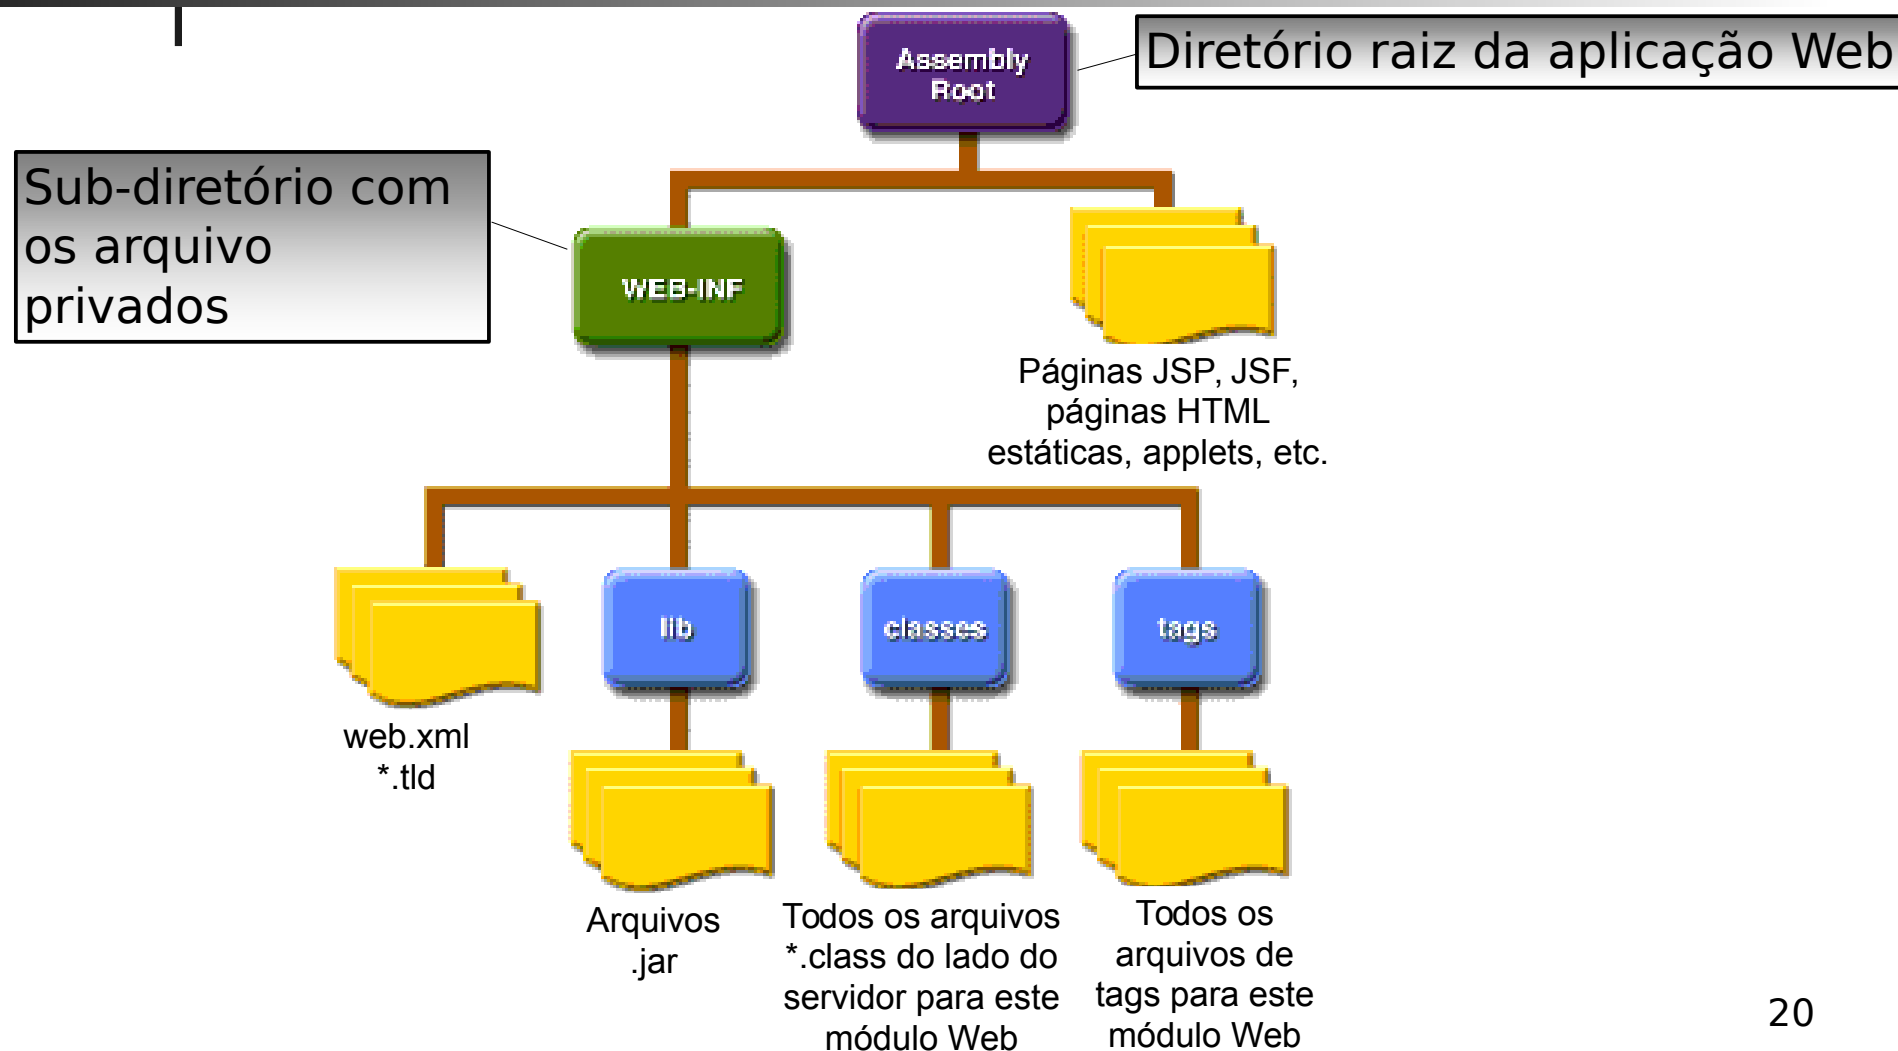 Assembly
Root
Diretório raiz da aplicação Web
Sub-diretório com
os arquivo
privados
WEB-INF
Páginas JSP, JSF,
páginas HTML
estáticas, applets, etc.
lib
classes
tags
web.xml
*.tld
Arquivos
.jar
Todos os arquivos
*.class do lado do
servidor para este
módulo Web
Todos os
arquivos de
tags para este
módulo Web
20